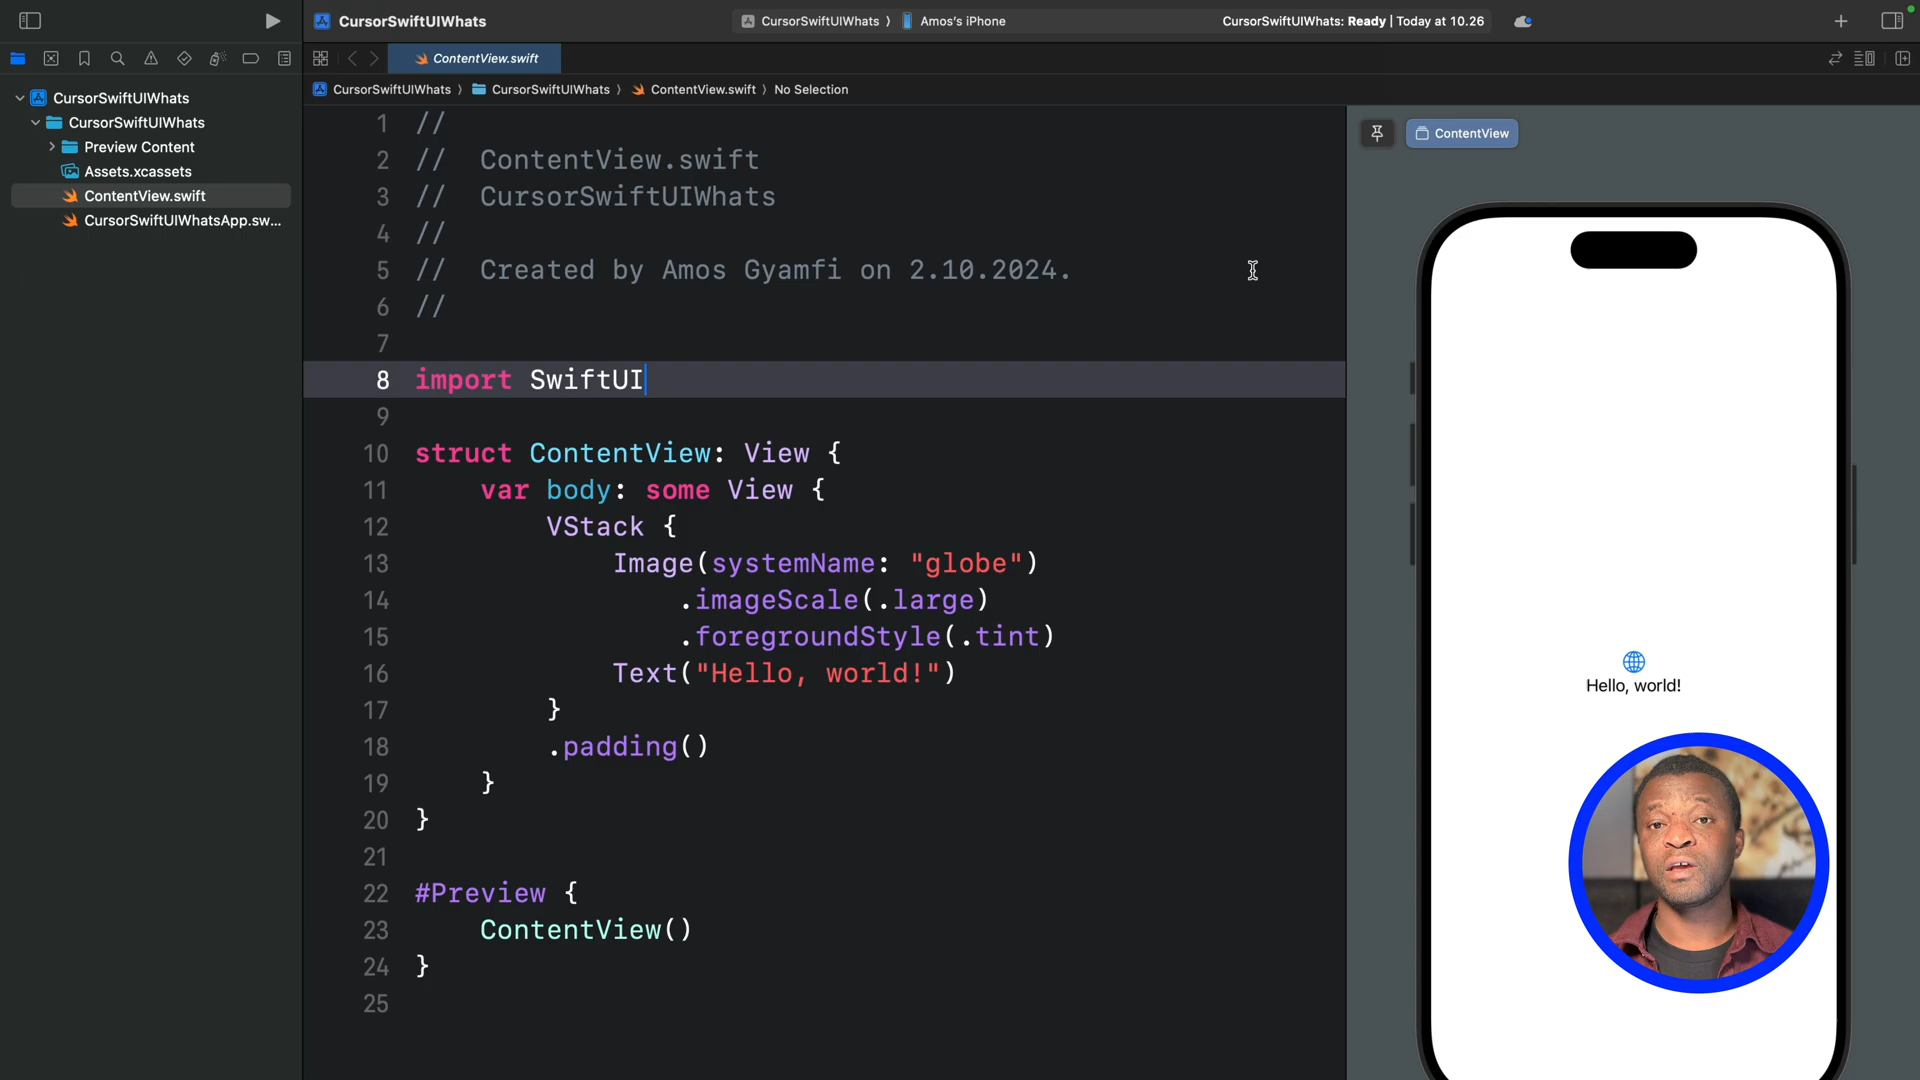 CursorSwiftUIWhats
CursorSwiftUIWhats 〉 Amos's iPhone
CursorSwiftUIWhats: Ready | Today at 10.26
ContentView.swift
CursorSwiftUIWhats 〉 CursorSwiftUIWhats 〉 ContentView.swift 〉 No Selection
CursorSwiftUIWhats
CursorSwiftUIWhats
Preview Content
Assets.xcassets
ContentView.swift
CursorSwiftUIWhatsApp.sw...
1 //
2 //  ContentView.swift
3 //  CursorSwiftUIWhats
4 //
5 //  Created by Amos Gyamfi on 2.10.2024.
6 //
7
8 import SwiftUI
9
10 struct ContentView: View {
11     var body: some View {
12         VStack {
13             Image(systemName: "globe")
14                 .imageScale(.large)
15                 .foregroundStyle(.tint)
16             Text("Hello, world!")
17         }
18         .padding()
19     }
20 }
21
22 #Preview {
23     ContentView()
24 }
25
ContentView
Hello, world!